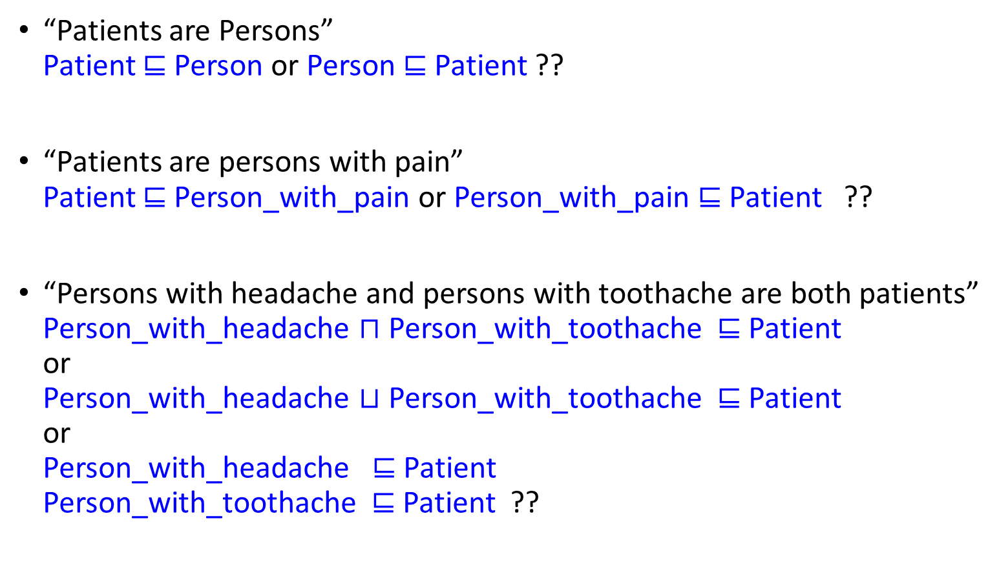 • “Patients are Persons”
Patient ⊑ Person or Person ⊑ Patient ??
• “Patients are persons with pain”
Patient ⊑ Person_with_pain or Person_with_pain ⊑ Patient ??
• “Persons with headache and persons with toothache are both patients”
Person_with_headache ⊓ Person_with_toothache ⊑ Patient
or
Person_with_headache ⊔ Person_with_toothache ⊑ Patient
or
Person_with_headache ⊑ Patient
Person_with_toothache ⊑ Patient ??